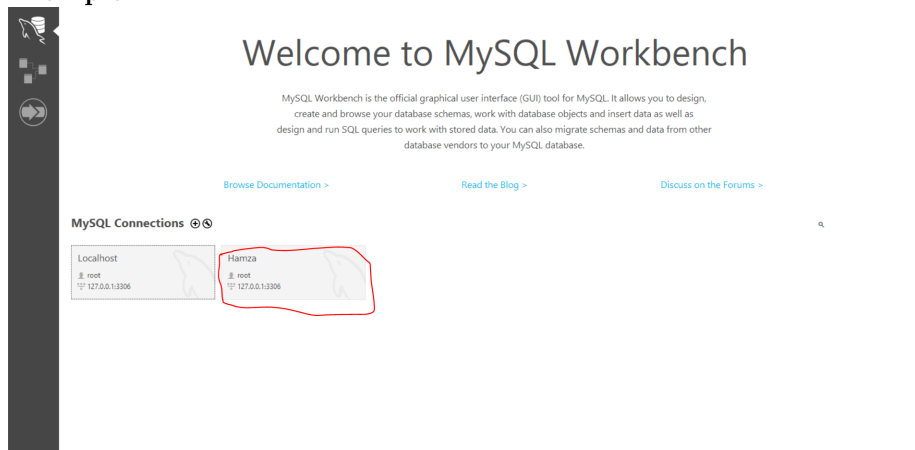 Welcome to MySQL Workbench
MySQL Workbench is the official graphical user interface (GUI) tool for MySQL. It allows you to design,
create and browse your database schemas, work with database objects and insert data as well as
design and run SQL queries to work with stored data. You can also migrate schemas and data from other
database vendors to your MySQL database.
Browse Documentation > Read the Blog > Discuss on the Forums >
MySQL Connections
Localhost Hamza
root root
127.0.0.1:3306 127.0.0.1:3306